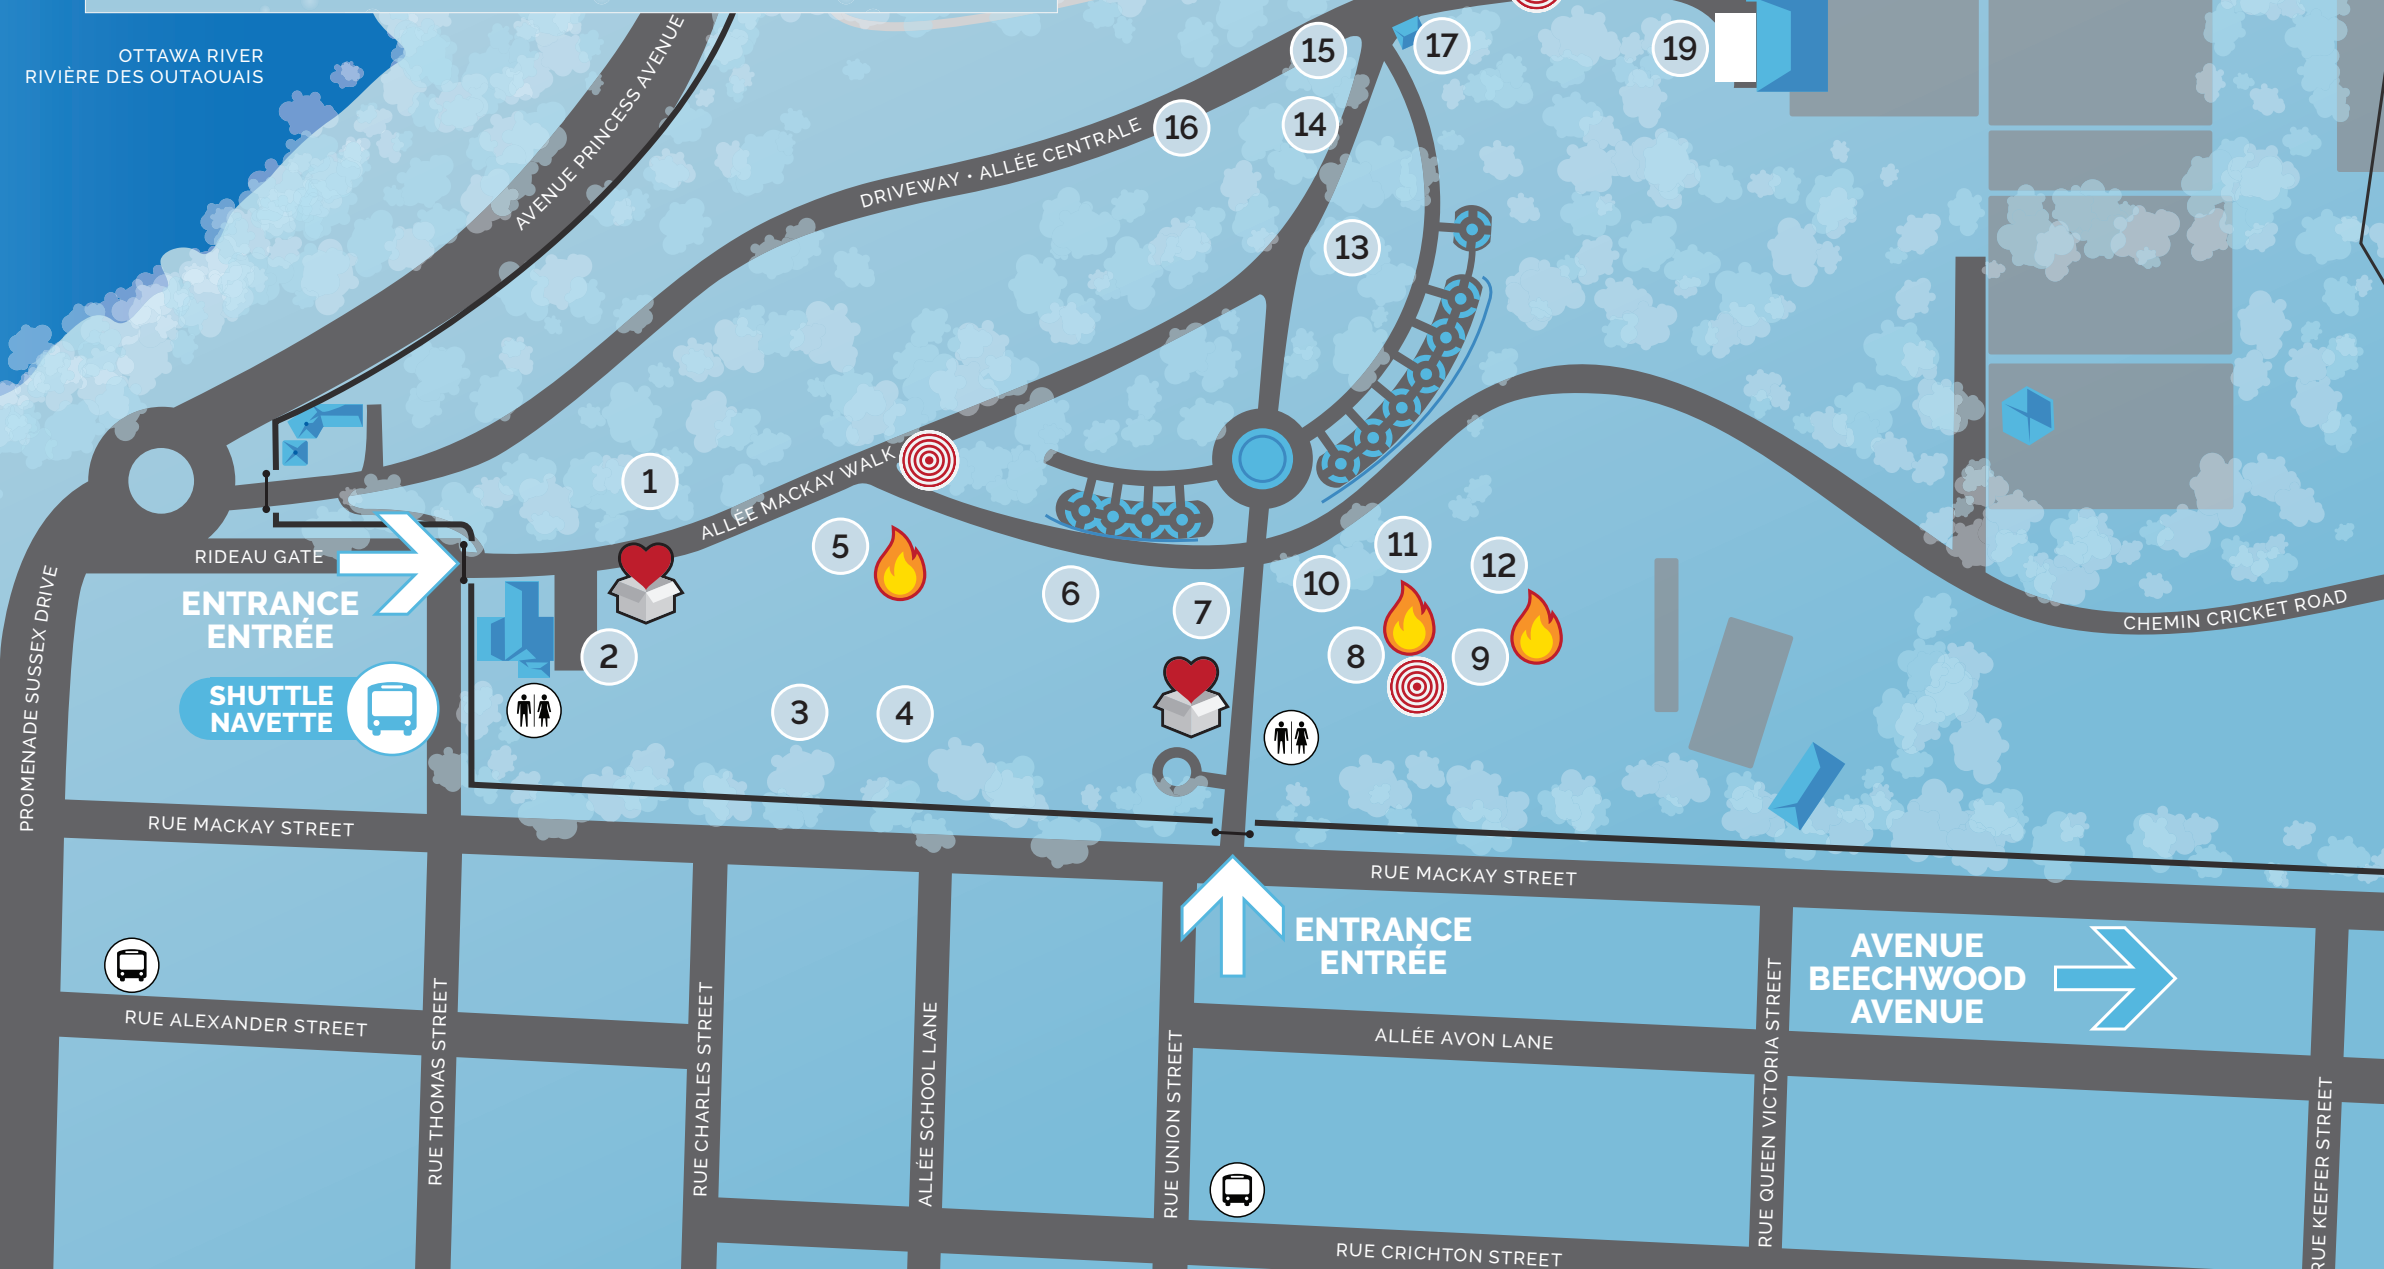 OTTAWA RIVER
RIVIÈRE DES OUTAOUAIS
AVENUE PRINCESS AVENUE
DRIVEWAY • ALLÉE CENTRALE
15
17
19
16
14
13
1
ALLÉE MACKAY WALK
5
11
12
RIDEAU GATE
10
6
7
ENTRANCE
ENTRÉE
CHEMIN CRICKET ROAD
2
8
9
SHUTTLE
NAVETTE
3
4
PROMENADE SUSSEX DRIVE
RUE MACKAY STREET
RUE MACKAY STREET
ENTRANCE
ENTRÉE
AVENUE
BEECHWOOD
AVENUE
RUE ALEXANDER STREET
ALLÉE AVON LANE
RUE THOMAS STREET
RUE CHARLES STREET
ALLÉE SCHOOL LANE
RUE UNION STREET
RUE QUEEN VICTORIA STREET
RUE KEEFER STREET
RUE CRICHTON STREET